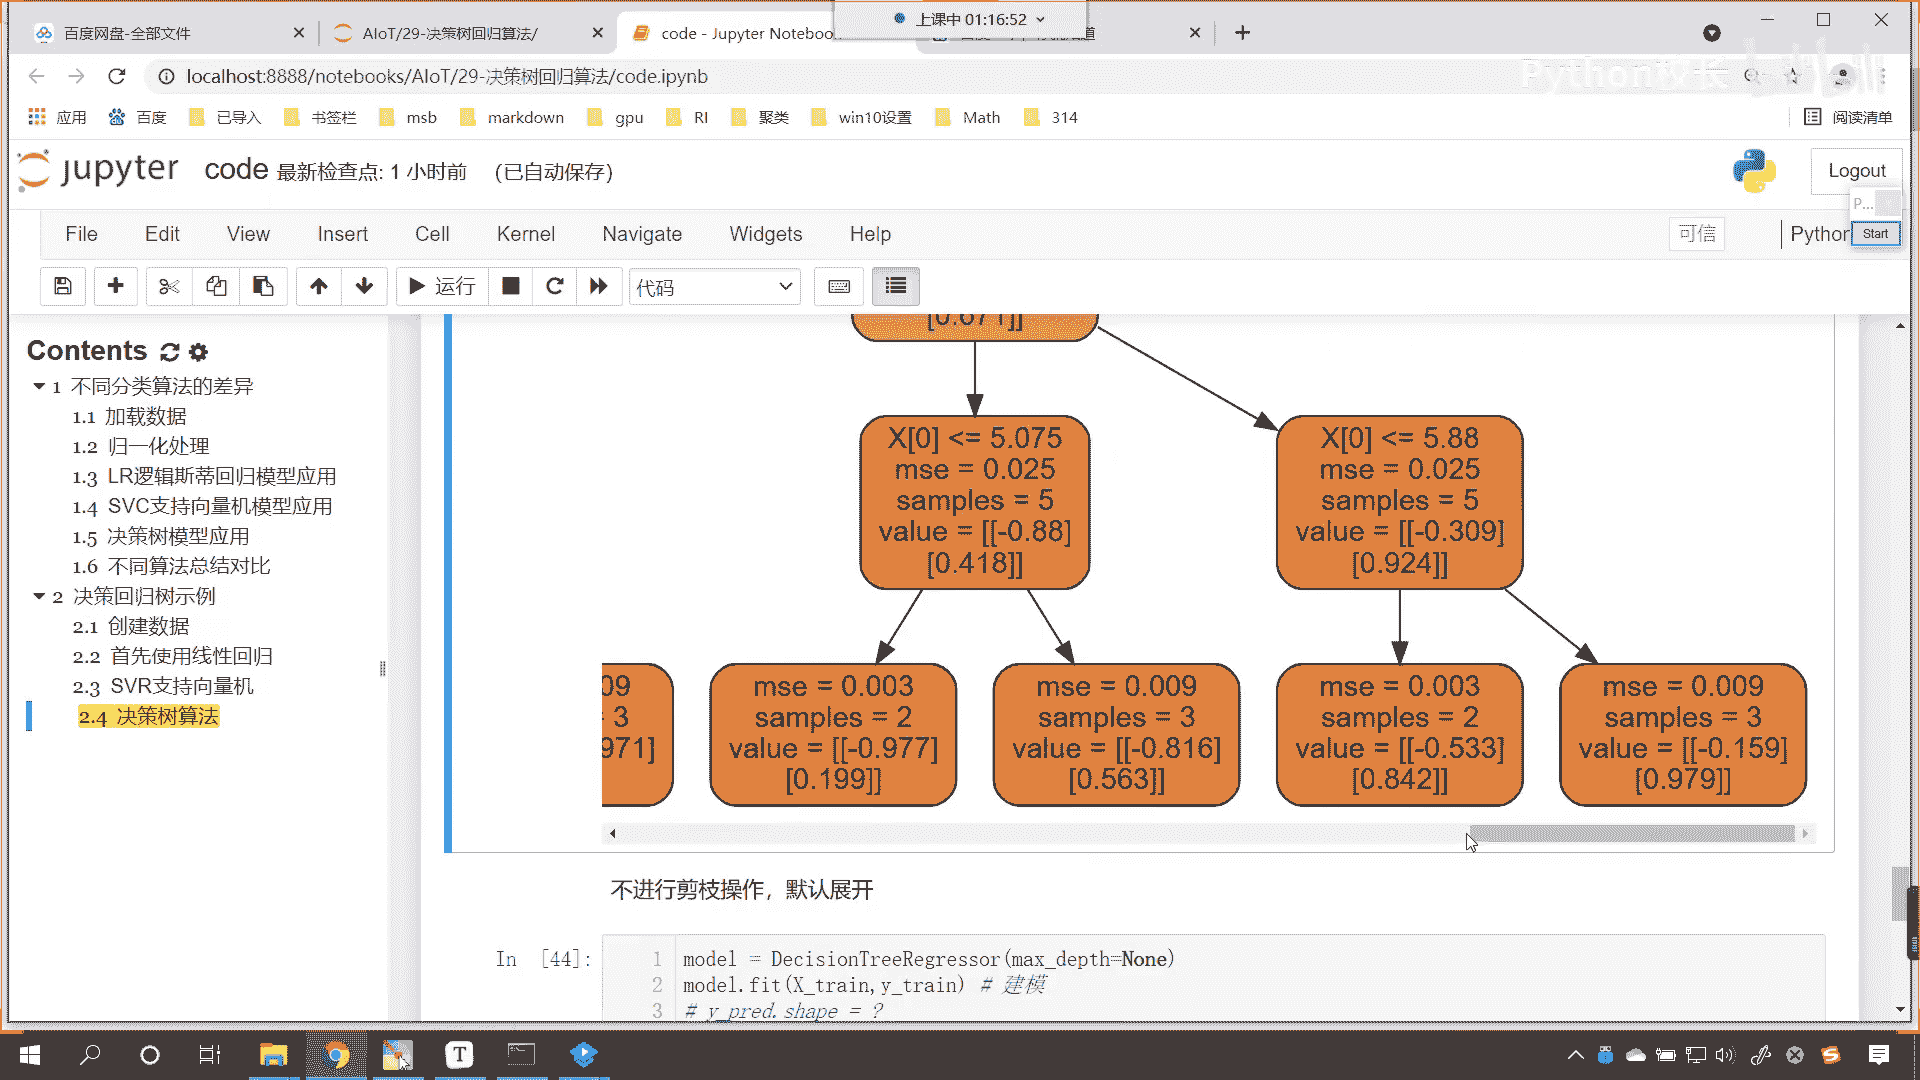 上课中 01:16:52
百度网盘-全部文件
AIoT/29-决策树回归算法/
code - Jupyter Noteboo
localhost:8888/notebooks/AIoT/29-决策树回归算法/code.ipynb
应用
百度
已导入
书签栏
msb
markdown
gpu
RI
聚类
win10设置
Math
314
阅读清单
jupyter
code 最新检查点: 1 小时前 (已自动保存)
Logout
P...
File
Edit
View
Insert
Cell
Kernel
Navigate
Widgets
Help
可信
Python
Start
运行
代码
Contents
1 不同分类算法的差异
1.1 加载数据
1.2 归一化处理
1.3 LR逻辑斯蒂回归模型应用
1.4 SVC支持向量机模型应用
1.5 决策树模型应用
1.6 不同算法总结对比
2 决策回归树示例
2.1 创建数据
2.2 首先使用线性回归
2.3 SVR支持向量机
2.4 决策树算法
[0.671]]
X[0] <= 5.075
mse = 0.025
samples = 5
value = [[-0.88]
[0.418]]
X[0] <= 5.88
mse = 0.025
samples = 5
value = [[-0.309]
[0.924]]
09
= 3
971]
mse = 0.003
samples = 2
value = [[-0.977]
[0.199]]
mse = 0.009
samples = 3
value = [[-0.816]
[0.563]]
mse = 0.003
samples = 2
value = [[-0.533]
[0.842]]
mse = 0.009
samples = 3
value = [[-0.159]
[0.979]]
不进行剪枝操作，默认展开
In [44]:
1 model = DecisionTreeRegressor(max_depth=None)
2 model.fit(X_train,y_train) # 建模
3 # y_pred.shape = ?